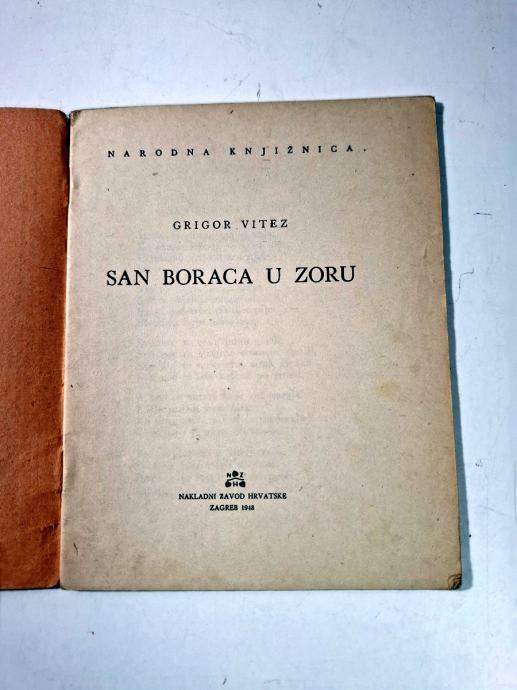 NARODNA KNJIŽNICA
GRIGOR VITEZ
SAN BORACA U ZORU
N Z
H
NAKLADNI ZAVOD HRVATSKE
ZAGREB 1948